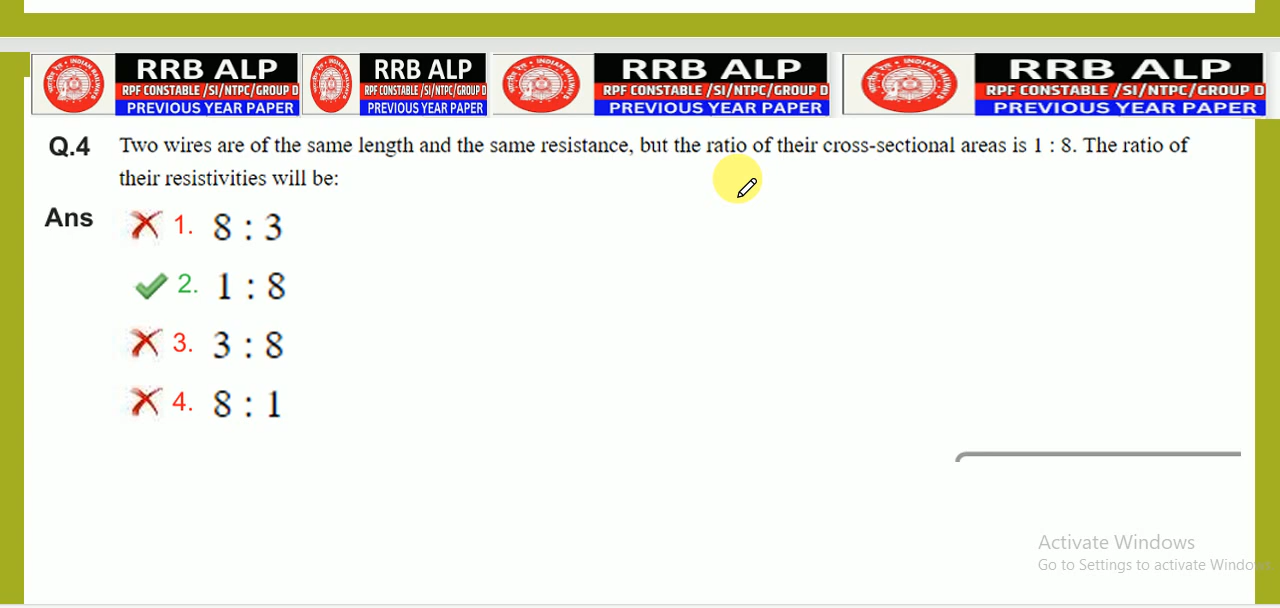 RRB ALP
RPF CONSTABLE /SI/NTPC/GROUP D
PREVIOUS YEAR PAPER
RRB ALP
RPF CONSTABLE /SI/NTPC/GROUP D
PREVIOUS YEAR PAPER
RRB ALP
RPF CONSTABLE /SI/NTPC/GROUP D
PREVIOUS YEAR PAPER
RRB ALP
RPF CONSTABLE /SI/NTPC/GROUP D
PREVIOUS YEAR PAPER
Q.4 Two wires are of the same length and the same resistance, but the ratio of their cross-sectional areas is 1 : 8. The ratio of
their resistivities will be:
Ans 1. 8 : 3
2. 1 : 8
3. 3 : 8
4. 8 : 1
Activate Windows
Go to Settings to activate Windows